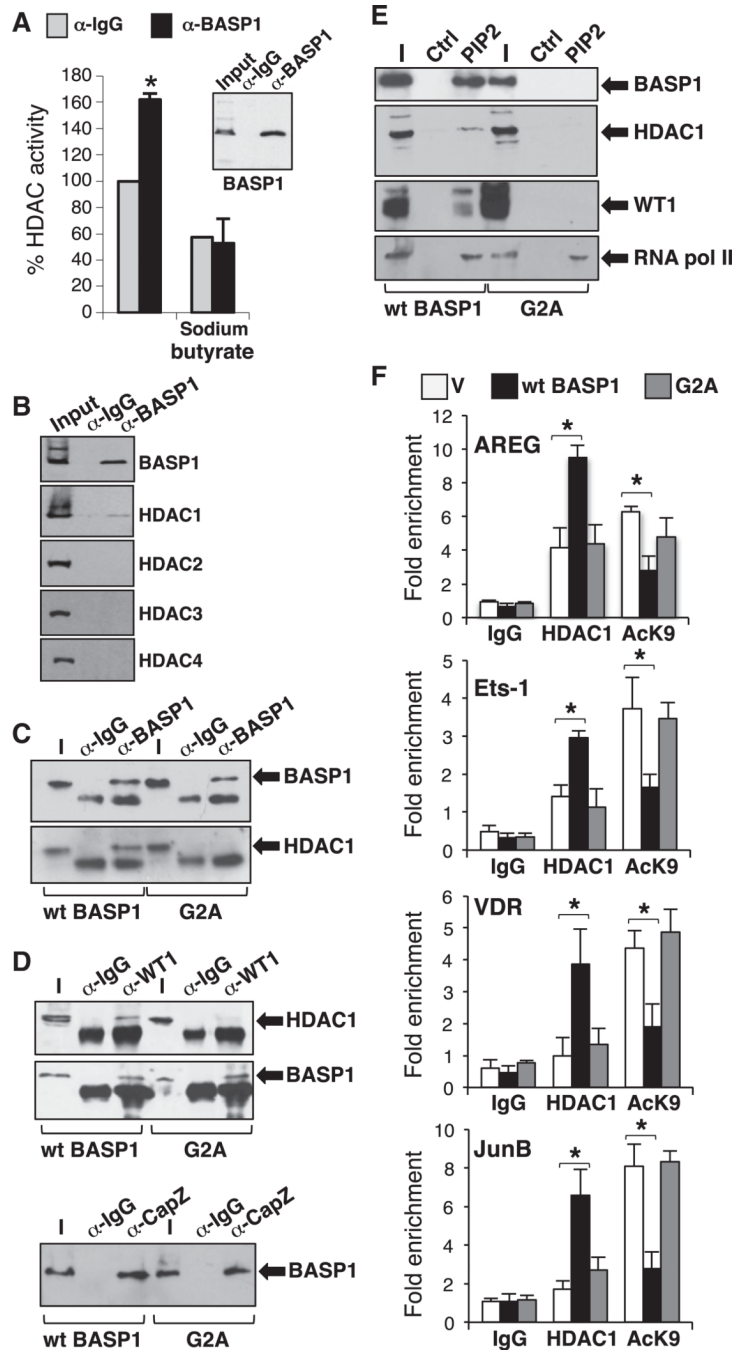 A
α-IgG α-BASP1
180
160
140
120
100
80
60
40
20
0
% HDAC activity
*
Sodium
butyrate
Input
α-IgG
α-BASP1
BASP1
B
Input
α-IgG
α-BASP1
BASP1
HDAC1
HDAC2
HDAC3
HDAC4
C
I α-IgG α-BASP1 I α-IgG α-BASP1
BASP1
HDAC1
wt BASP1 G2A
D
I α-IgG α-WT1 I α-IgG α-WT1
HDAC1
BASP1
wt BASP1 G2A
I α-IgG α-CapZ I α-IgG α-CapZ
BASP1
wt BASP1 G2A
E
I Ctrl PIP2 I Ctrl PIP2
BASP1
HDAC1
WT1
RNA pol II
wt BASP1 G2A
F
V wt BASP1 G2A
AREG
Fold enrichment
12
10
8
6
4
2
0
* *
IgG HDAC1 AcK9
Ets-1
Fold enrichment
5
4
3
2
1
0
* *
IgG HDAC1 AcK9
VDR
Fold enrichment
6
5
4
3
2
1
0
* *
IgG HDAC1 AcK9
JunB
Fold enrichment
10
8
6
4
2
0
* *
IgG HDAC1 AcK9